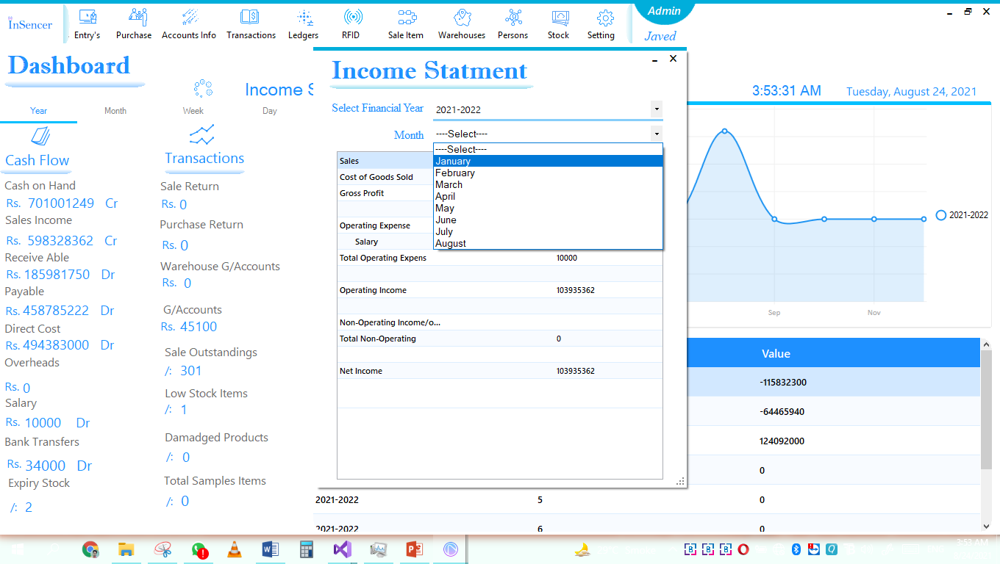 InSencer
Entry's
Purchase
Accounts Info
Transactions
Ledgers
RFID
Sale Item
Warehouses
Persons
Stock
Setting
Admin
Javed
Dashboard
Income S
3:53:31 AM
Tuesday, August 24, 2021
Year
Month
Week
Day
Cash Flow
Cash on Hand
Rs. 701001249 Cr
Sales Income
Rs. 598328362 Cr
Receive Able
Rs. 185981750 Dr
Payable
Rs. 458785222 Dr
Direct Cost
Rs. 494383000 Dr
Overheads
Rs. 0
Salary
Rs. 10000 Dr
Bank Transfers
Rs. 34000 Dr
Expiry Stock
/: 2
Transactions
Sale Return
Rs. 0
Purchase Return
Rs. 0
Warehouse G/Accounts
Rs. 0
G/Accounts
Rs. 45100
Sale Outstandings
/: 301
Low Stock Items
/: 1
Damadged Products
/: 0
Total Samples Items
/: 0
Income Statment
Select Financial Year 2021-2022
Month ----Select----
----Select----
January
February
March
April
May
June
July
August
Sales
Cost of Goods Sold
Gross Profit
Operating Expense
Salary
Total Operating Expens 10000
Operating Income 103935362
Non-Operating Income/o...
Total Non-Operating 0
Net Income 103935362
2021-2022
Sep
Nov
Value
-115832300
-64465940
124092000
0
2021-2022 5 0
2021-2022 6 0
3:53 AM